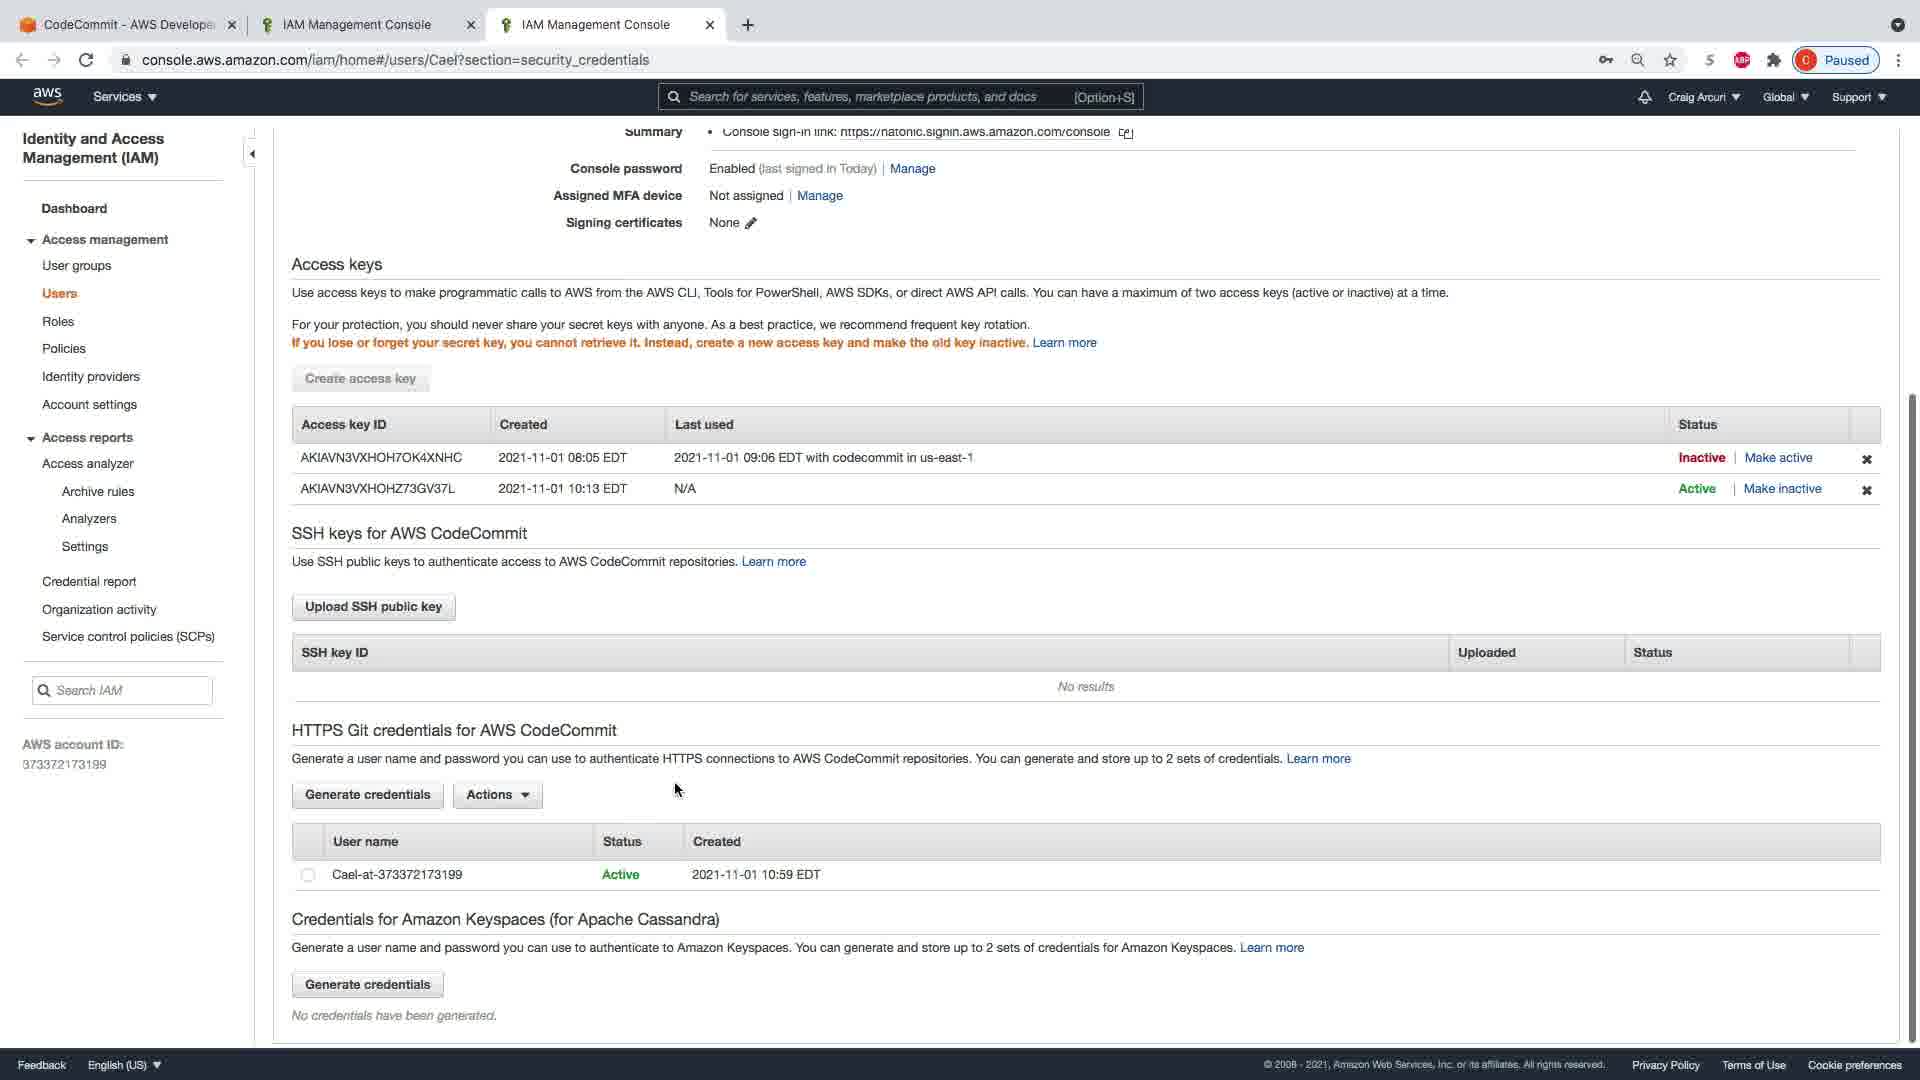 CodeCommit - AWS Develope
IAM Management Console
IAM Management Console
console.aws.amazon.com/iam/home#/users/Cael?section=security_credentials
ABP
Paused
aws
Services
Search for services, features, marketplace products, and docs
[Option+S]
Craig Arcuri
Global
Support
Identity and Access
Management (IAM)
Dashboard
Access management
User groups
Users
Roles
Policies
Identity providers
Account settings
Access reports
Access analyzer
Archive rules
Analyzers
Settings
Credential report
Organization activity
Service control policies (SCPs)
Search IAM
AWS account ID:
373372173199
Summary
• Console sign-in link: https://natonic.signin.aws.amazon.com/console
Console password
Enabled (last signed in Today) | Manage
Assigned MFA device
Not assigned | Manage
Signing certificates
None
Access keys
Use access keys to make programmatic calls to AWS from the AWS CLI, Tools for PowerShell, AWS SDKs, or direct AWS API calls. You can have a maximum of two access keys (active or inactive) at a time.
For your protection, you should never share your secret keys with anyone. As a best practice, we recommend frequent key rotation.
If you lose or forget your secret key, you cannot retrieve it. Instead, create a new access key and make the old key inactive. Learn more
Create access key
Access key ID Created Last used Status
AKIAVN3VXHOH7OK4XNHC 2021-11-01 08:05 EDT 2021-11-01 09:06 EDT with codecommit in us-east-1 Inactive | Make active
AKIAVN3VXHOHZ73GV37L 2021-11-01 10:13 EDT N/A Active | Make inactive
SSH keys for AWS CodeCommit
Use SSH public keys to authenticate access to AWS CodeCommit repositories. Learn more
Upload SSH public key
SSH key ID Uploaded Status
No results
HTTPS Git credentials for AWS CodeCommit
Generate a user name and password you can use to authenticate HTTPS connections to AWS CodeCommit repositories. You can generate and store up to 2 sets of credentials. Learn more
Generate credentials
Actions
User name Status Created
Cael-at-373372173199 Active 2021-11-01 10:59 EDT
Credentials for Amazon Keyspaces (for Apache Cassandra)
Generate a user name and password you can use to authenticate to Amazon Keyspaces. You can generate and store up to 2 sets of credentials for Amazon Keyspaces. Learn more
Generate credentials
No credentials have been generated.
Feedback
English (US)
© 2008 - 2021, Amazon Web Services, Inc. or its affiliates. All rights reserved.
Privacy Policy
Terms of Use
Cookie preferences